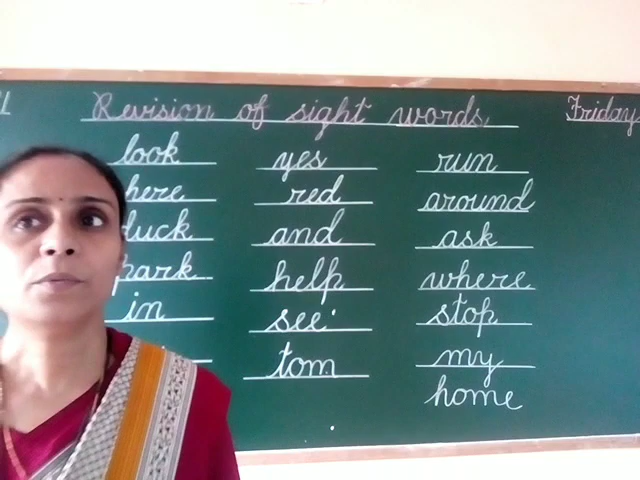 Revision of sight words. Friday
look yes run
here red around
duck and ask
park help where
in see stop
tom my
home